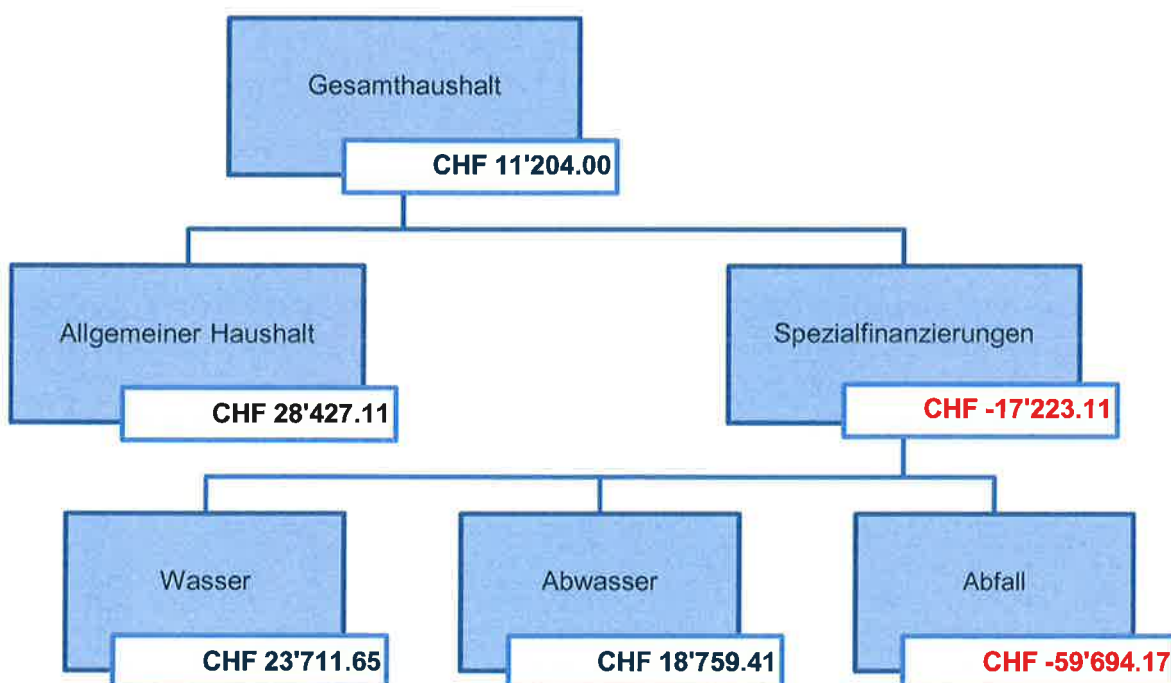 Gesamthaushalt
CHF 11'204.00
Allgemeiner Haushalt
CHF 28'427.11
Spezialfinanzierungen
CHF -17'223.11
Wasser
CHF 23'711.65
Abwasser
CHF 18'759.41
Abfall
CHF -59'694.17